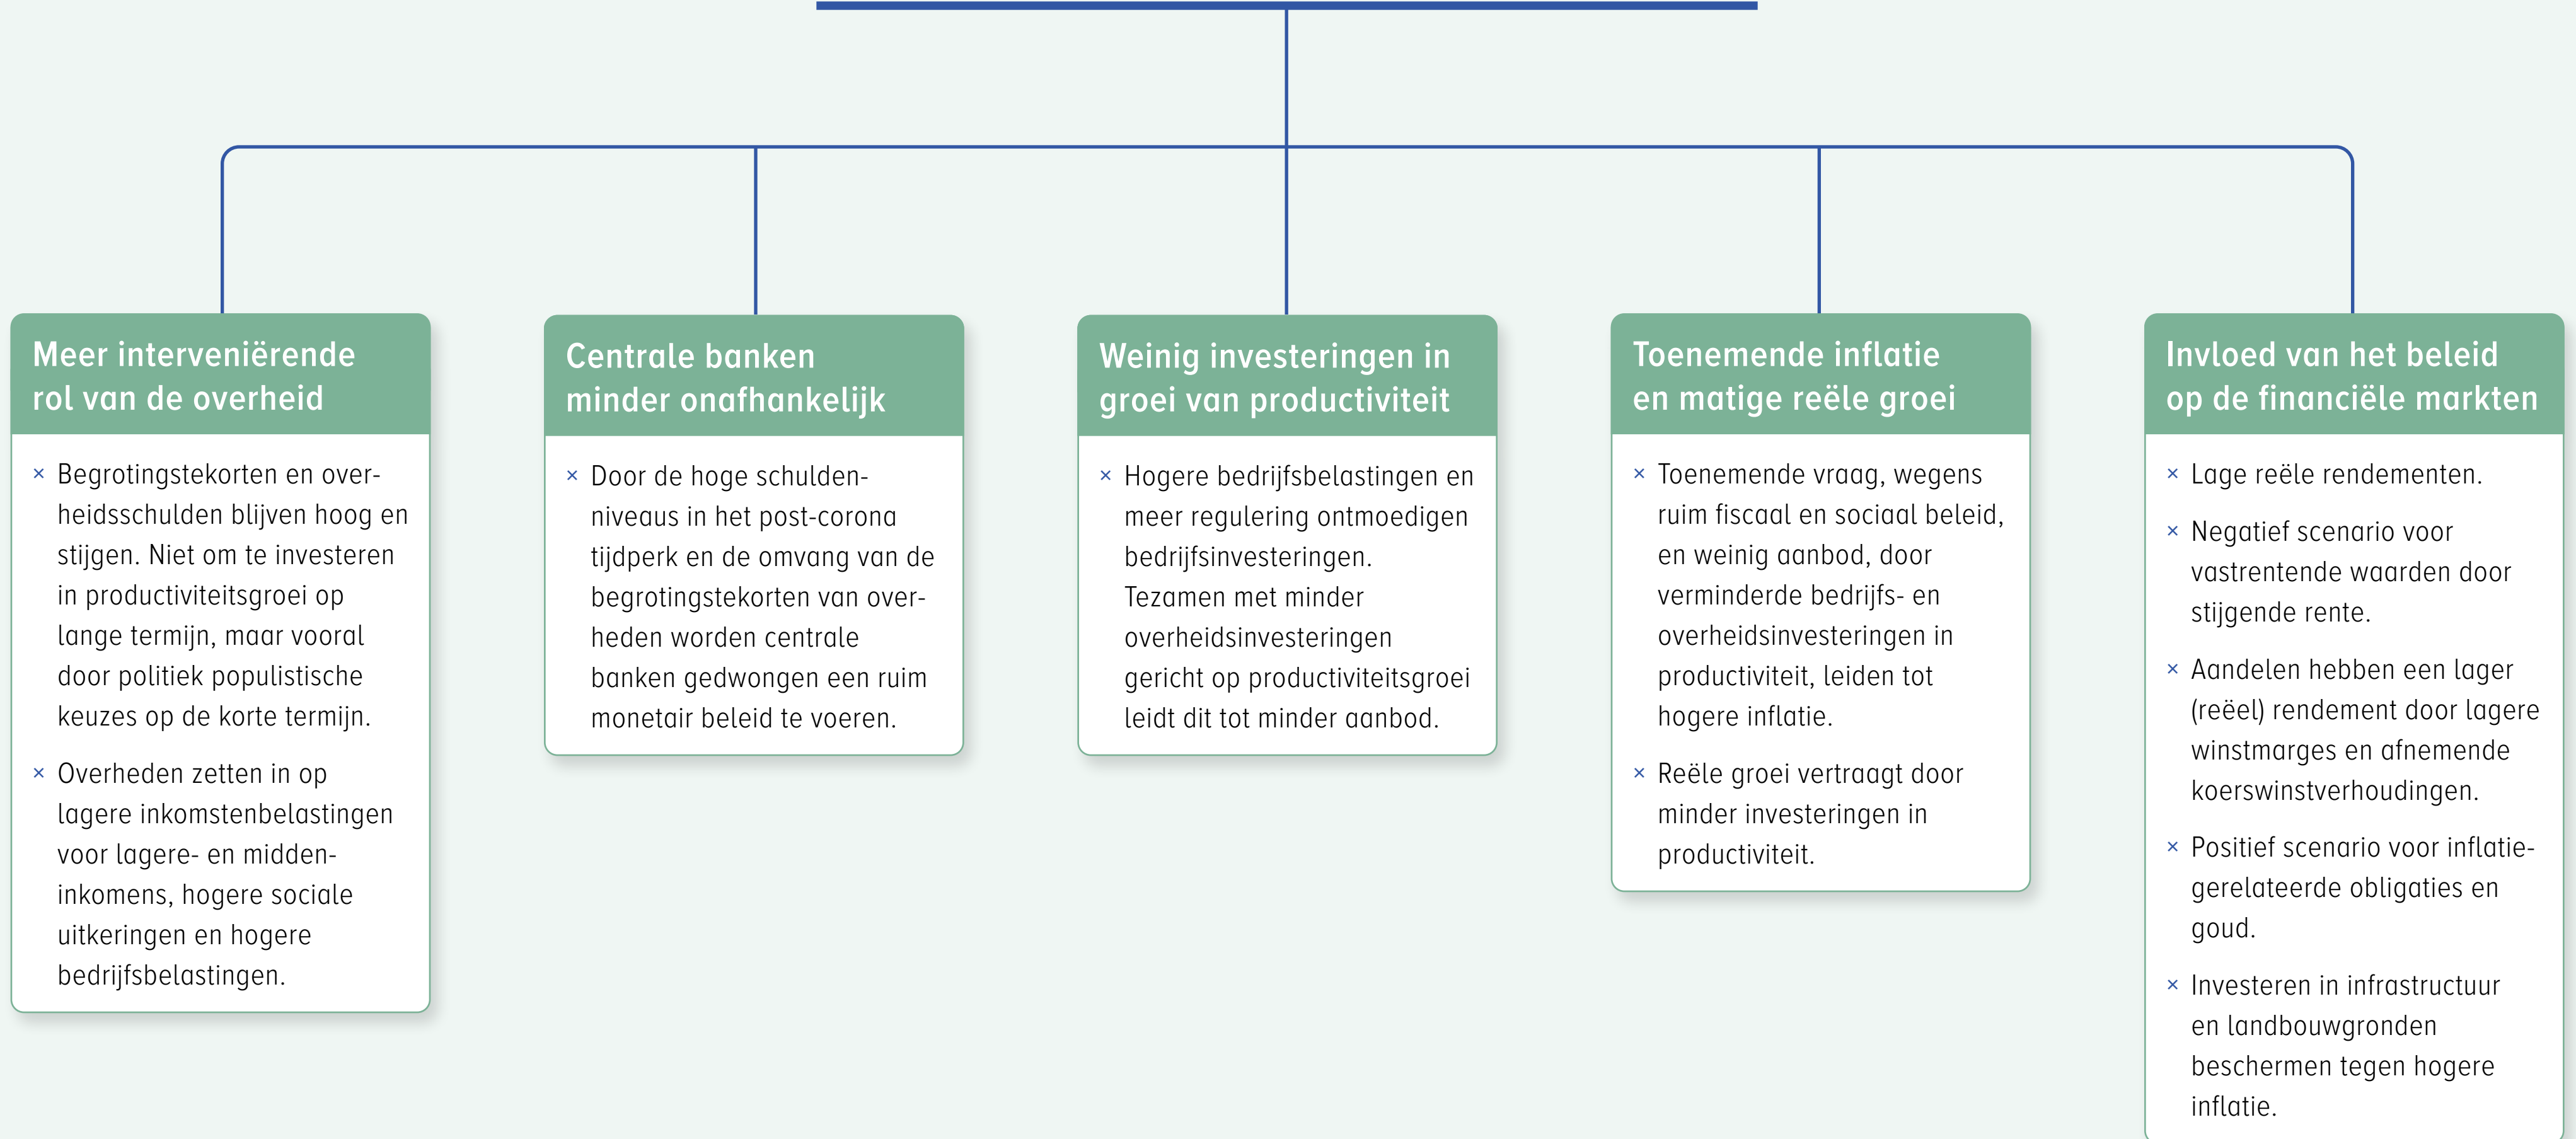 Meer interveniërende
rol van de overheid
× Begrotingstekorten en over-
heidsschulden blijven hoog en
stijgen. Niet om te investeren
in productiviteitsgroei op
lange termijn, maar vooral
door politiek populistische
keuzes op de korte termijn.
× Overheden zetten in op
lagere inkomstenbelastingen
voor lagere- en midden-
inkomens, hogere sociale
uitkeringen en hogere
bedrijfsbelastingen.
Centrale banken
minder onafhankelijk
× Door de hoge schulden-
niveaus in het post-corona
tijdperk en de omvang van de
begrotingstekorten van over-
heden worden centrale
banken gedwongen een ruim
monetair beleid te voeren.
Weinig investeringen in
groei van productiviteit
× Hogere bedrijfsbelastingen en
meer regulering ontmoedigen
bedrijfsinvesteringen.
Tezamen met minder
overheidsinvesteringen
gericht op productiviteitsgroei
leidt dit tot minder aanbod.
Toenemende inflatie
en matige reële groei
× Toenemende vraag, wegens
ruim fiscaal en sociaal beleid,
en weinig aanbod, door
verminderde bedrijfs- en
overheidsinvesteringen in
productiviteit, leiden tot
hogere inflatie.
× Reële groei vertraagt door
minder investeringen in
productiviteit.
Invloed van het beleid
op de financiële markten
× Lage reële rendementen.
× Negatief scenario voor
vastrentende waarden door
stijgende rente.
× Aandelen hebben een lager
(reëel) rendement door lagere
winstmarges en afnemende
koerswinstverhoudingen.
× Positief scenario voor inflatie-
gerelateerde obligaties en
goud.
× Investeren in infrastructuur
en landbouwgronden
beschermen tegen hogere
inflatie.